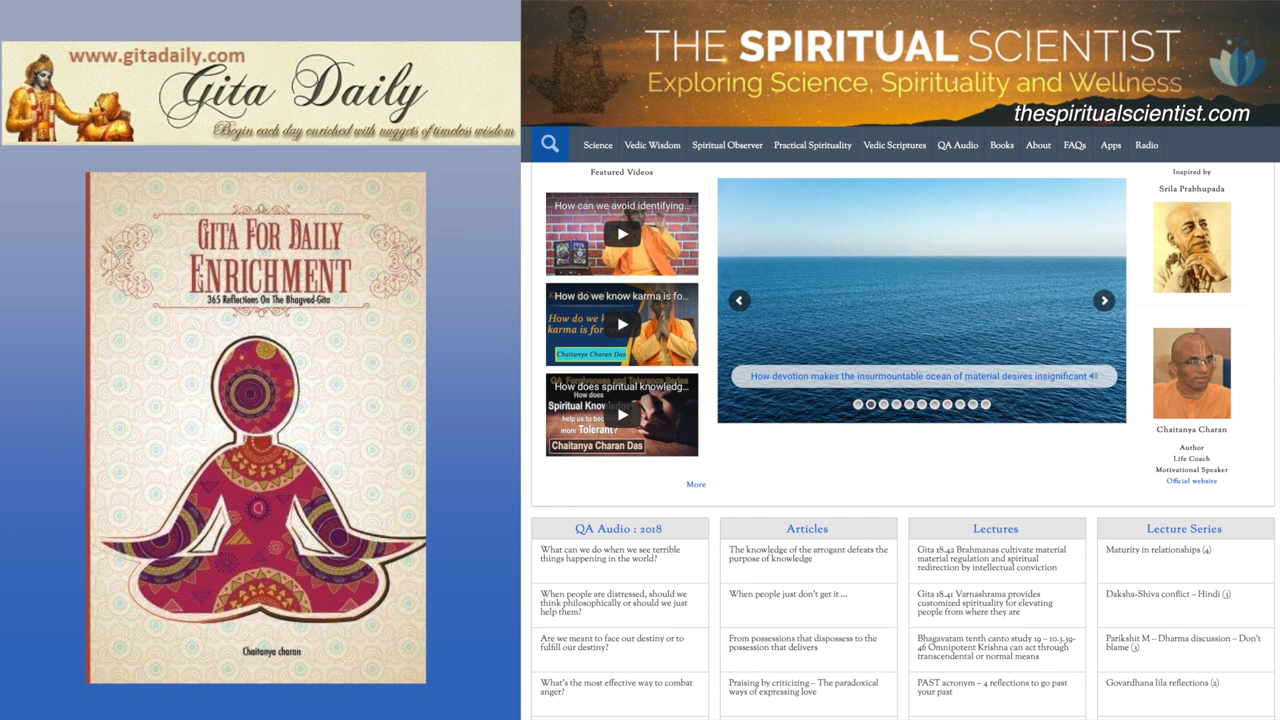 www.gitadaily.com
Gita Daily
Begin each day enriched with nuggets of timeless wisdom
GITA FOR DAILY
ENRICHMENT
365 Reflections On The Bhagvad-Gita
Chaitanya charan
THE SPIRITUAL SCIENTIST
Exploring Science, Spirituality and Wellness
thespiritualscientist.com
Science Vedic Wisdom Spiritual Observer Practical Spirituality Vedic Scriptures QA Audio Books About FAQs Apps Radio
Featured Videos
How can we avoid identifying...
How do we know karma is fo...
How do we k
karma is for r
Chaitanya Charan Das
QA Forgiveness and Tolerance Series
How does spiritual knowledg...
How does
Spiritual Know
help us to bec
more Tolerant?
Chaitanya Charan Das
More
How devotion makes the insurmountable ocean of material desires insignificant
Inspired by
Srila Prabhupada
Chaitanya Charan
Author
Life Coach
Motivational Speaker
Official website
QA Audio : 2018
What can we do when we see terrible
things happening in the world?
When people are distressed, should we
think philosophically or should we just
help them?
Are we meant to face our destiny or to
fulfill our destiny?
What's the most effective way to combat
anger?
Articles
The knowledge of the arrogant defeats the
purpose of knowledge
When people just don't get it ...
From possessions that dispossess to the
possession that delivers
Praising by criticizing – The paradoxical
ways of expressing love
Lectures
Gita 18.42 Brahmanas cultivate material
material regulation and spiritual
redirection by intellectual conviction
Gita 18.41 Varnashrama provides
customized spirituality for elevating
people from where they are
Bhagavatam tenth canto study 19 – 10.3.39-
46 Omnipotent Krishna can act through
transcendental or normal means
PAST acronym – 4 reflections to go past
your past
Lecture Series
Maturity in relationships (4)
Daksha-Shiva conflict – Hindi (3)
Parikshit M – Dharma discussion – Don't
blame (3)
Govardhana lila reflections (2)